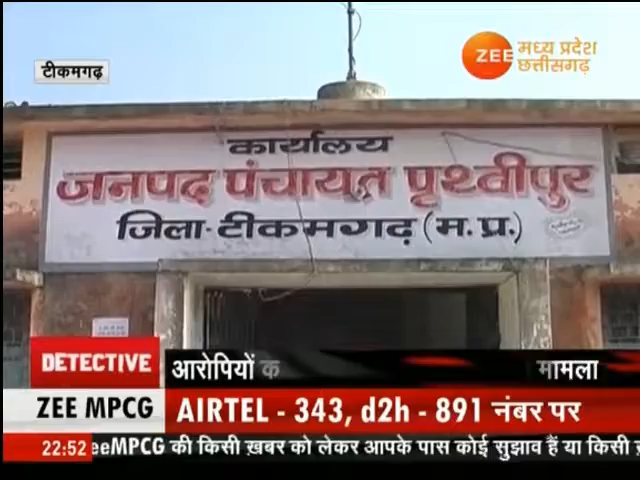 टीकमगढ़
ZEE मध्य प्रदेश
छत्तीसगढ़
कार्यालय
जनपद पंचायत पृथ्वीपुर
जिला-टीकमगढ़ (म.प्र.)
DETECTIVE
आरोपियों क मामला
ZEE MPCG
AIRTEL - 343, d2h - 891 नंबर पर
22:52
eeMPCG की किसी ख़बर को लेकर आपके पास कोई सुझाव हैं या किसी